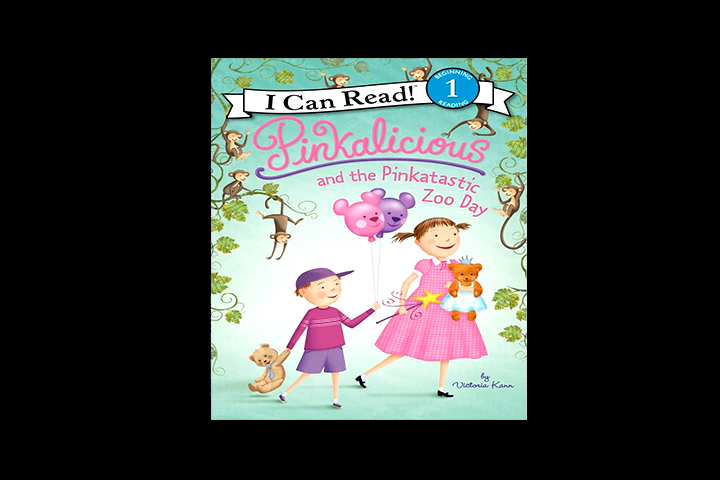 I Can Read!
BEGINNING
1
READING
Pinkalicious
and the Pinkatastic
Zoo Day
by
Victoria Kann